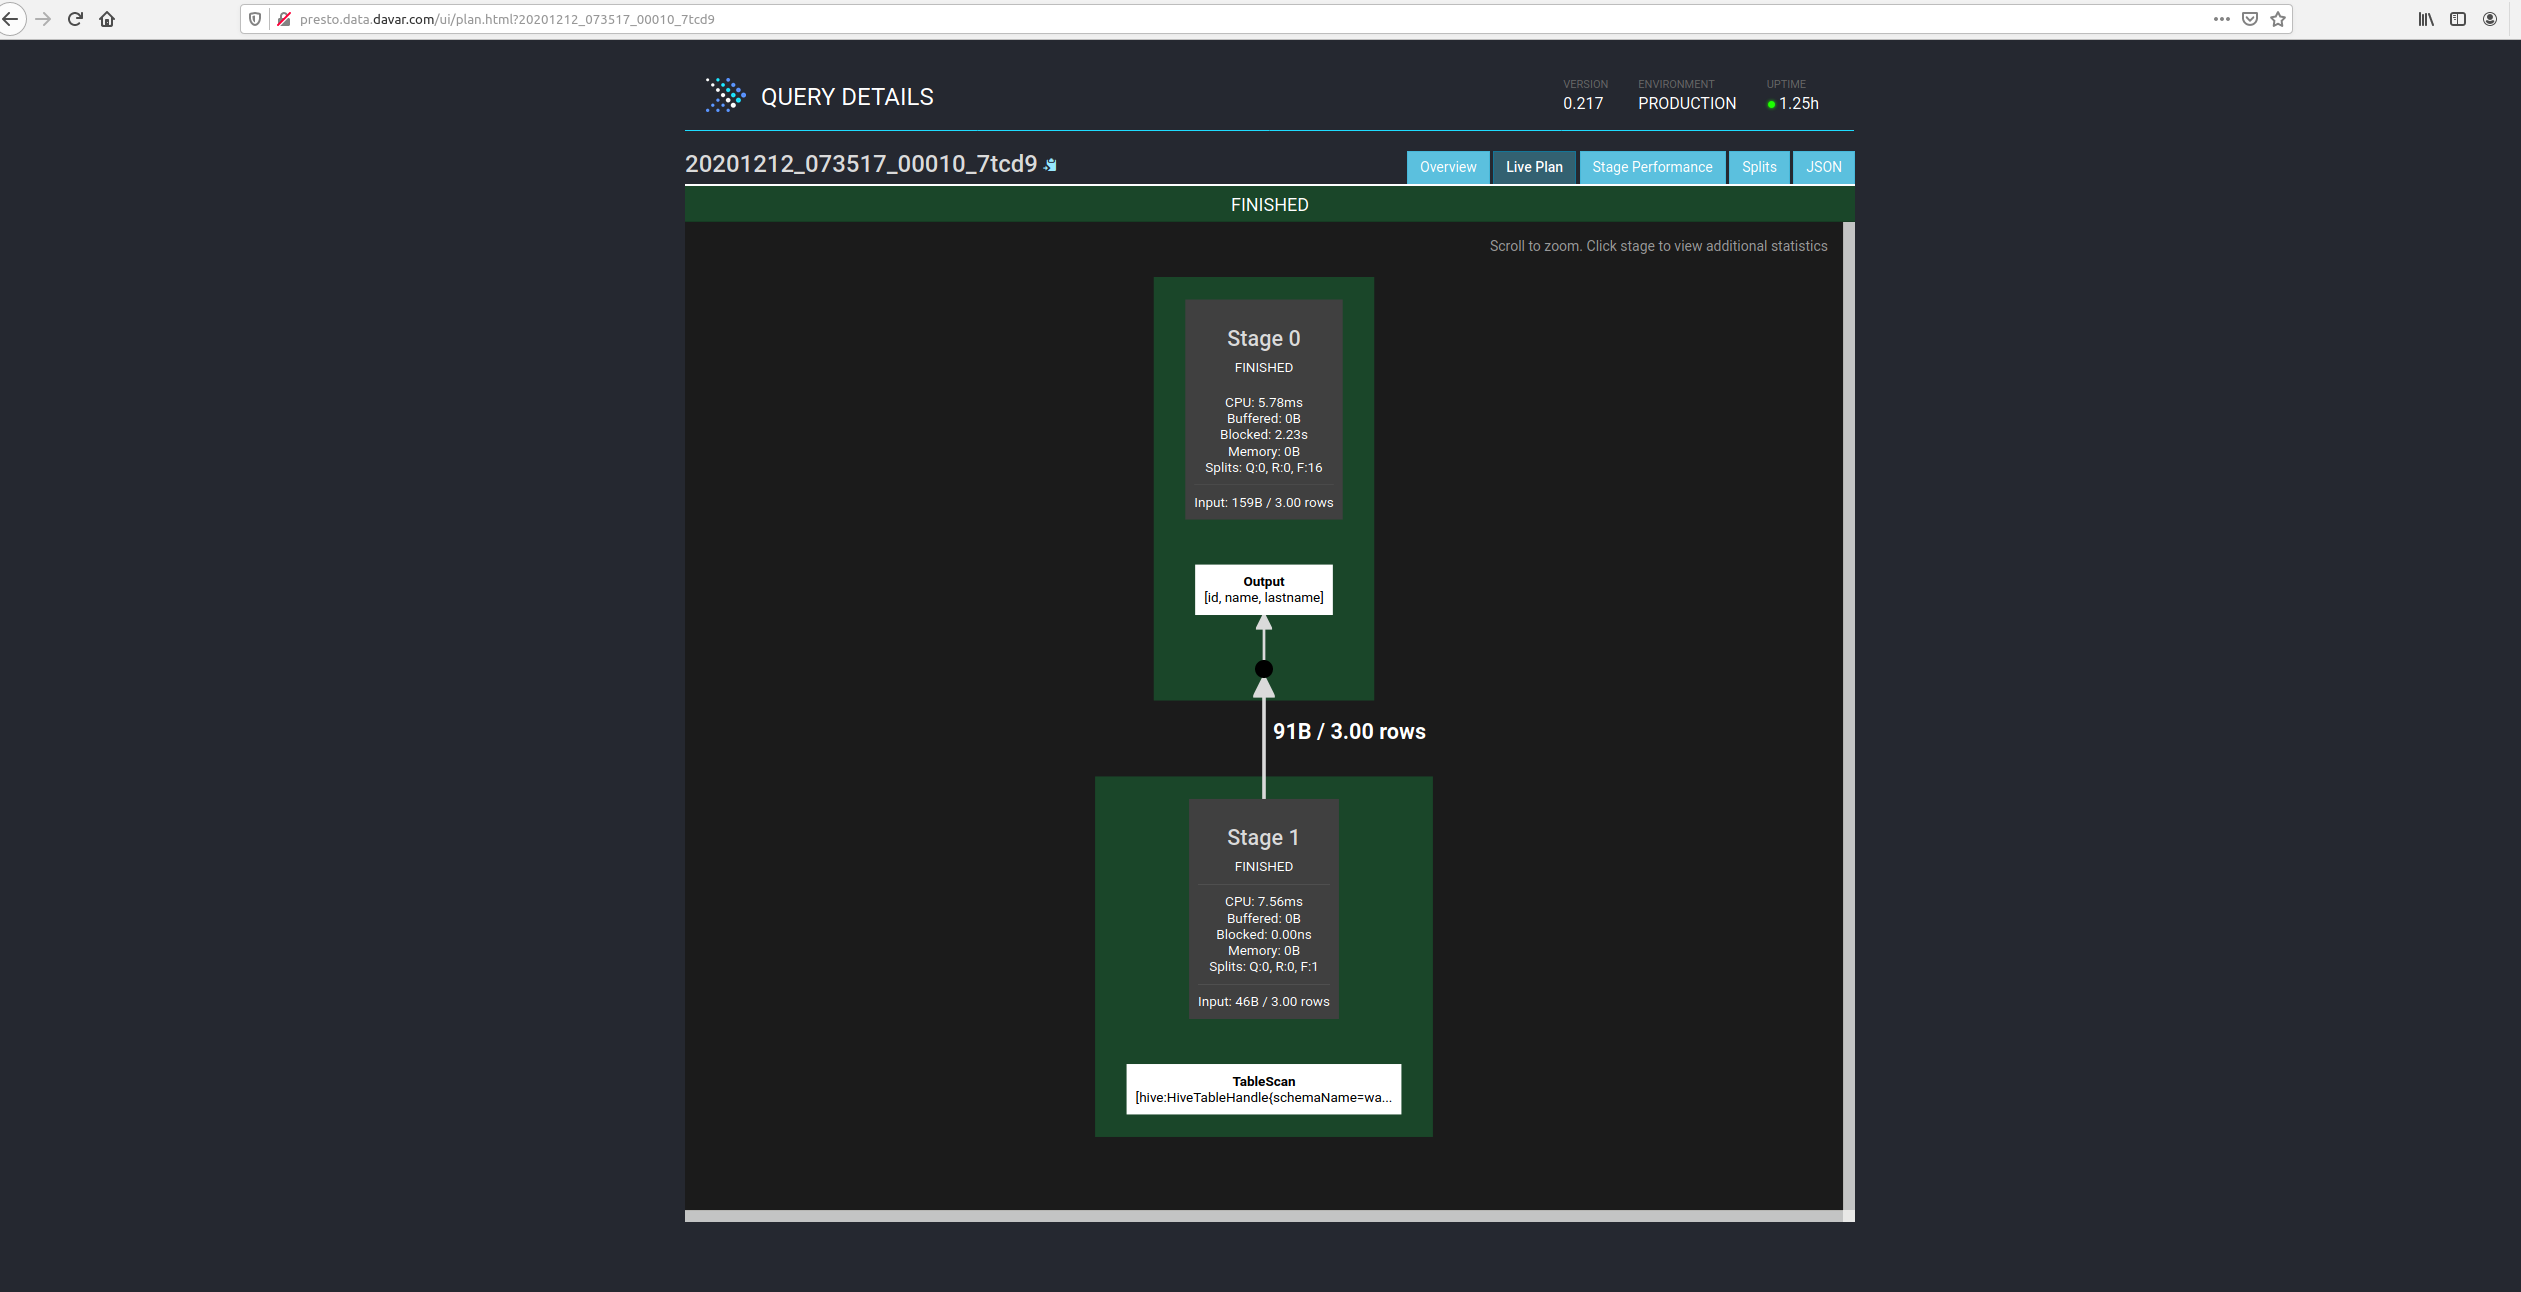 presto.data.davar.com/ui/plan.html?20201212_073517_00010_7tcd9
QUERY DETAILS
VERSION
0.217
ENVIRONMENT
PRODUCTION
UPTIME
1.25h
20201212_073517_00010_7tcd9
Overview
Live Plan
Stage Performance
Splits
JSON
FINISHED
Scroll to zoom. Click stage to view additional statistics
Stage 0
FINISHED
CPU: 5.78ms
Buffered: 0B
Blocked: 2.23s
Memory: 0B
Splits: Q:0, R:0, F:16
Input: 159B / 3.00 rows
Output
[id, name, lastname]
91B / 3.00 rows
Stage 1
FINISHED
CPU: 7.56ms
Buffered: 0B
Blocked: 0.00ns
Memory: 0B
Splits: Q:0, R:0, F:1
Input: 46B / 3.00 rows
TableScan
[hive:HiveTableHandle{schemaName=wa...